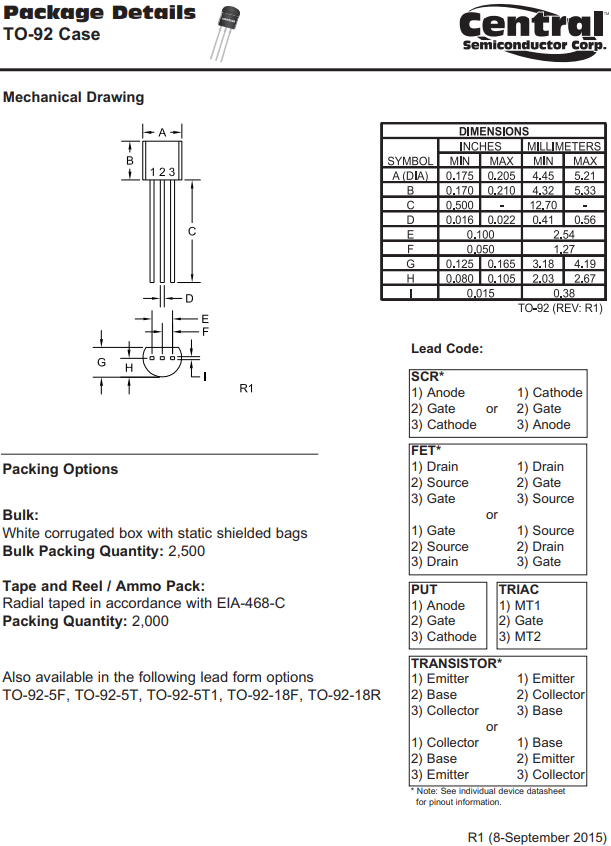 Package Details
TO-92 Case
Central™
Semiconductor Corp.
Mechanical Drawing
A
B
1 2 3
C
D
E
F
G
H
I
R1
DIMENSIONS
INCHES MILLIMETERS
SYMBOL MIN MAX MIN MAX
A (DIA) 0.175 0.205 4.45 5.21
B 0.170 0.210 4.32 5.33
C 0.500 - 12.70 -
D 0.016 0.022 0.41 0.56
E 0.100 2.54
F 0.050 1.27
G 0.125 0.165 3.18 4.19
H 0.080 0.105 2.03 2.67
I 0.015 0.38
TO-92 (REV: R1)
Lead Code:
SCR*
1) Anode 1) Cathode
2) Gate or 2) Gate
3) Cathode 3) Anode
FET*
1) Drain 1) Drain
2) Source 2) Gate
3) Gate 3) Source
or
1) Gate 1) Source
2) Source 2) Drain
3) Drain 3) Gate
PUT
1) Anode
2) Gate
3) Cathode
TRIAC
1) MT1
2) Gate
3) MT2
TRANSISTOR*
1) Emitter 1) Emitter
2) Base 2) Collector
3) Collector 3) Base
or
1) Collector 1) Base
2) Base 2) Emitter
3) Emitter 3) Collector
* Note: See individual device datasheet
for pinout information.
Packing Options
Bulk:
White corrugated box with static shielded bags
Bulk Packing Quantity: 2,500
Tape and Reel / Ammo Pack:
Radial taped in accordance with EIA-468-C
Packing Quantity: 2,000
Also available in the following lead form options
TO-92-5F, TO-92-5T, TO-92-5T1, TO-92-18F, TO-92-18R
R1 (8-September 2015)